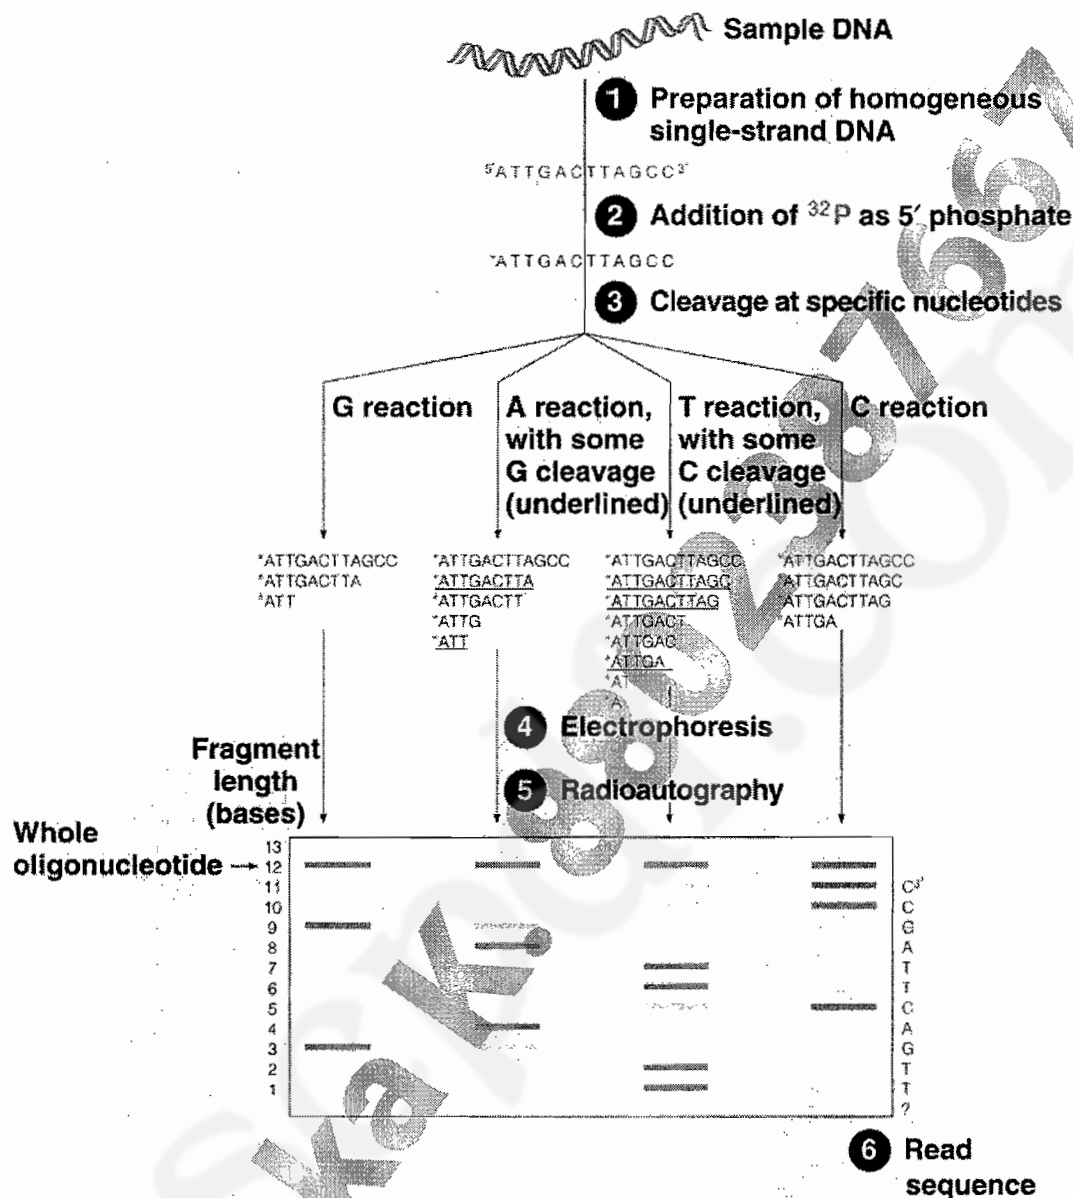 Sample DNA
1 Preparation of homogeneous
single-strand DNA
5'ATTGACTTAGCC3'
2 Addition of 32P as 5′ phosphate
*ATTGACTTAGCC
3 Cleavage at specific nucleotides
G reaction
A reaction,
with some
G cleavage
(underlined)
T reaction,
with some
C cleavage
(underlined)
C reaction
*ATTGACTTAGCC
*ATTGACTTA
*ATT
*ATTGACTTAGCC
*ATTGACTTA
*ATTGACTT
*ATTG
*ATT
*ATTGACTTAGCC
*ATTGACTTAGC
*ATTGACTTAG
*ATTGACT
*ATTGAC
*ATTGA
*AT
*A
*ATTGACTTAGCC
*ATTGACTTAGC
*ATTGACTTAG
*ATTGA
4 Electrophoresis
5 Radioautography
Fragment
length
(bases)
Whole
oligonucleotide
13
12
11
10
9
8
7
6
5
4
3
2
1
C3'
C
G
A
T
T
C
A
G
T
T
?
6 Read
sequence